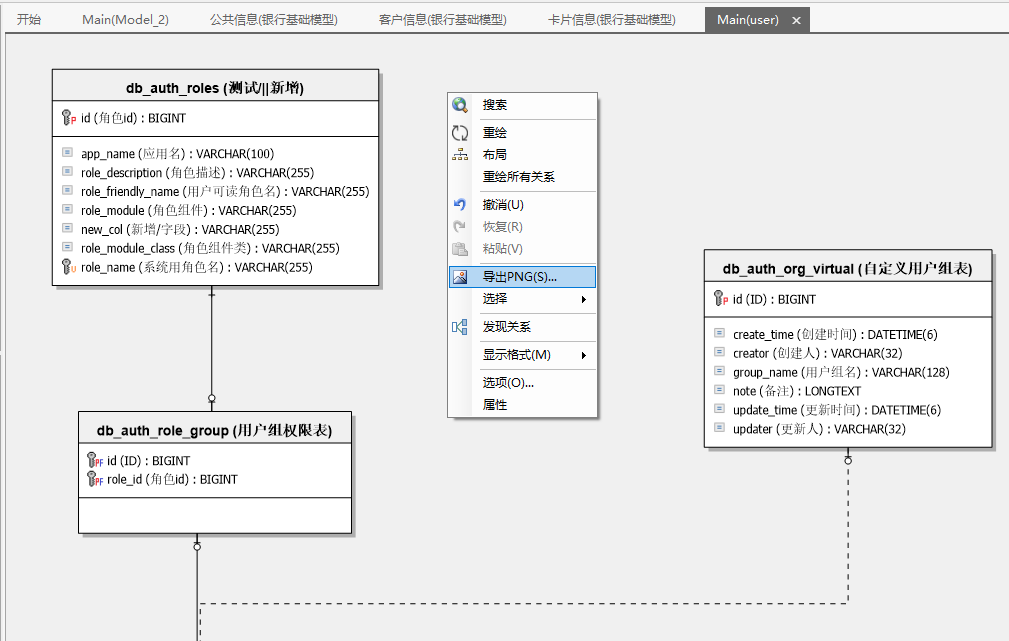 开始 Main(Model_2) 公共信息(银行基础模型) 客户信息(银行基础模型) 卡片信息(银行基础模型) Main(user) ×
db_auth_roles (测试/||新增)
id (角色id) : BIGINT
app_name (应用名) : VARCHAR(100)
role_description (角色描述) : VARCHAR(255)
role_friendly_name (用户可读角色名) : VARCHAR(255)
role_module (角色组件) : VARCHAR(255)
new_col (新增/字段) : VARCHAR(255)
role_module_class (角色组件类) : VARCHAR(255)
role_name (系统用角色名) : VARCHAR(255)
搜索
重绘
布局
重绘所有关系
撤消(U)
恢复(R)
粘贴(V)
导出PNG(S)...
选择
发现关系
显示格式(M)
选项(O)...
属性
db_auth_org_virtual (自定义用户组表)
id (ID) : BIGINT
create_time (创建时间) : DATETIME(6)
creator (创建人) : VARCHAR(32)
group_name (用户组名) : VARCHAR(128)
note (备注) : LONGTEXT
update_time (更新时间) : DATETIME(6)
updater (更新人) : VARCHAR(32)
db_auth_role_group (用户组权限表)
id (ID) : BIGINT
role_id (角色id) : BIGINT